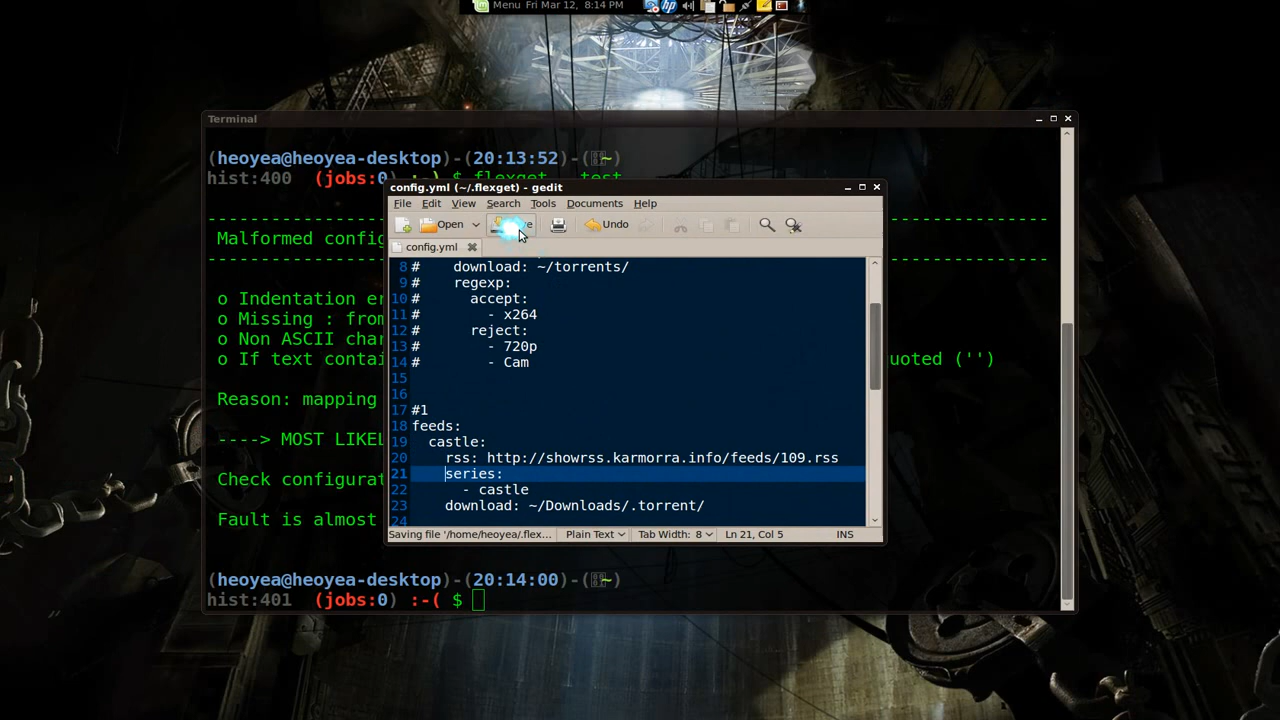 Menu Fri Mar 12, 8:14 PM
Terminal
(heoyea@heoyea-desktop)-(20:13:52)-(~)
hist:400 (jobs:0) :-) $ flexget --test
Malformed config
o Indentation er
o Missing : from
o Non ASCII char
o If text contai uoted ('')
Reason: mapping
----> MOST LIKEL
Check configurat
Fault is almost
(heoyea@heoyea-desktop)-(20:14:00)-(~)
hist:401 (jobs:0) :-( $
config.yml (~/.flexget) - gedit
File Edit View Search Tools Documents Help
Open Undo
config.yml
8 # download: ~/torrents/
9 # regexp:
10 # accept:
11 # - x264
12 # reject:
13 # - 720p
14 # - Cam
15
16
17 #1
18 feeds:
19 castle:
20 rss: http://showrss.karmorra.info/feeds/109.rss
21 series:
22 - castle
23 download: ~/Downloads/.torrent/
24
Saving file '/home/heoyea/.flex... Plain Text Tab Width: 8 Ln 21, Col 5 INS